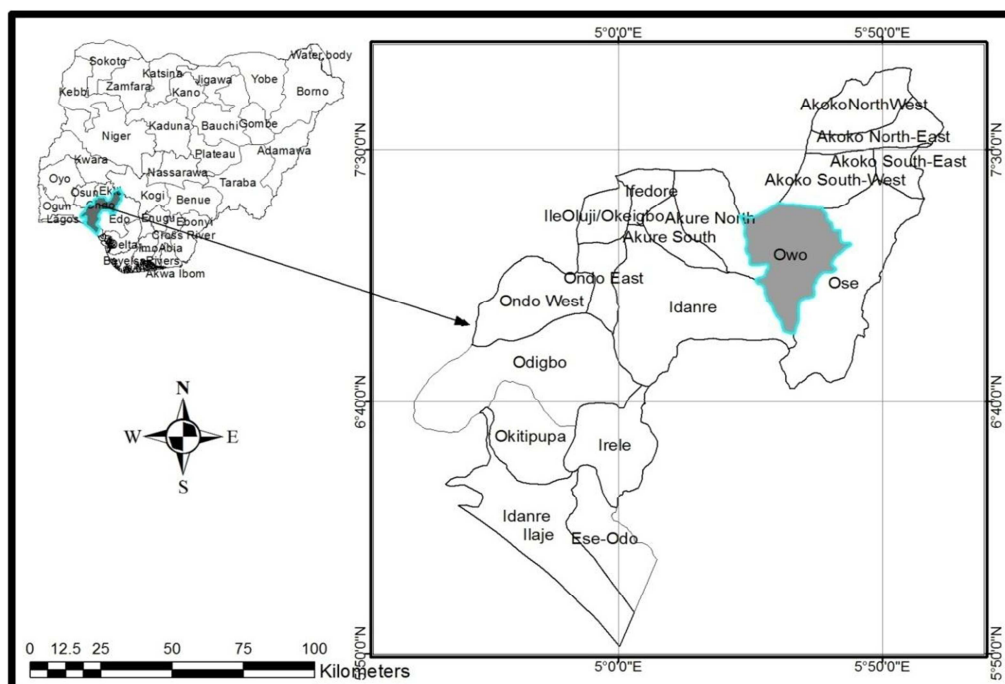 Water body
Sokoto
Katsina
Jigawa
Yobe
Zamfara
Kebbi
Kano
Borno
Kaduna
Bauchi
Gombe
Niger
Adamawa
Plateau
Kwara
Nassarawa
Oyo
Taraba
Osun
Kogi
Benue
Ogun
Ondo
Lagos
Edo
Enugu
Ebonyi
Cross River
Delta
Imo
Abia
Rivers
Akwa Ibom
5°0'0"E
5°50'0"E
7°30'0"N
7°30'0"N
AkokoNorthWest
Akoko North-East
Akoko South-East
Akoko South-West
Ifedore
IleOluji/Okeigbo
Akure North
Akure South
Owo
Ondo East
Ose
Ondo West
Idanre
Odigbo
6°40'0"N
6°40'0"N
Okitipupa
Irele
Idanre
Ilaje
Ese-Odo
N
W
E
S
0
12.5
25
50
75
100
Kilometers
5°50'0"N
5°50'0"N
5°0'0"E
5°50'0"E